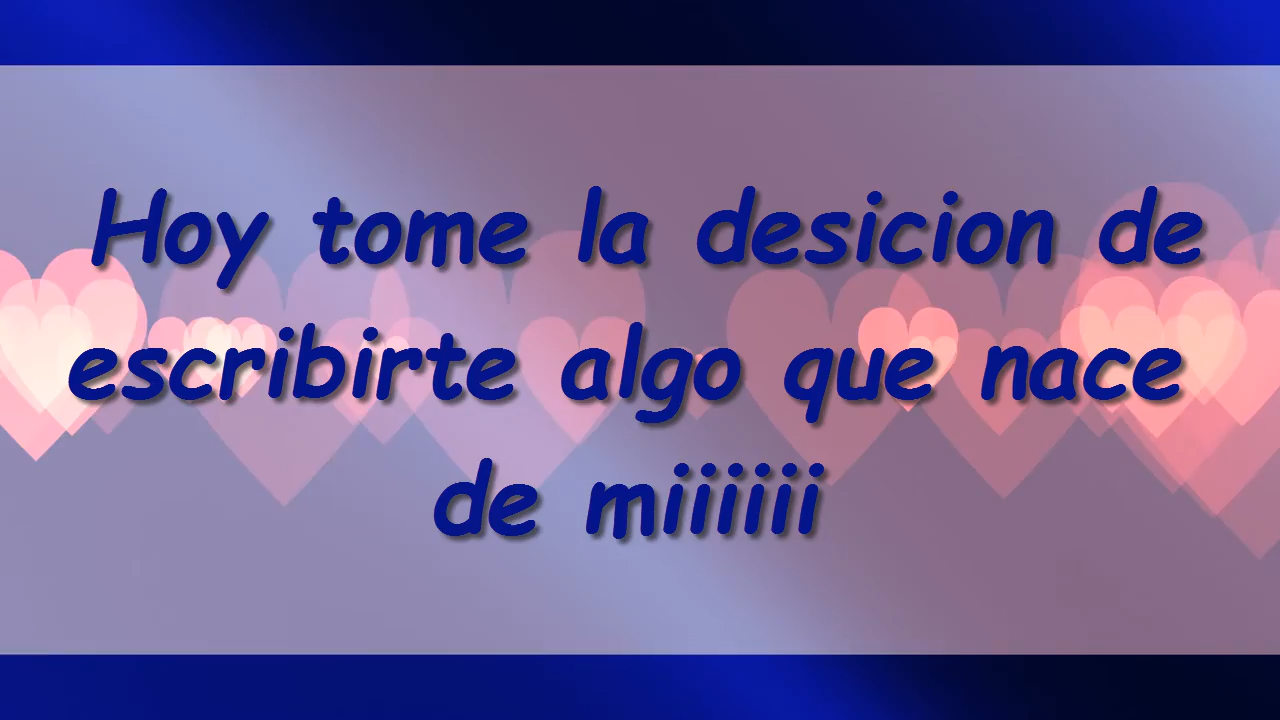 Hoy tome la desicion de
escribirte algo que nace
de miiiiii